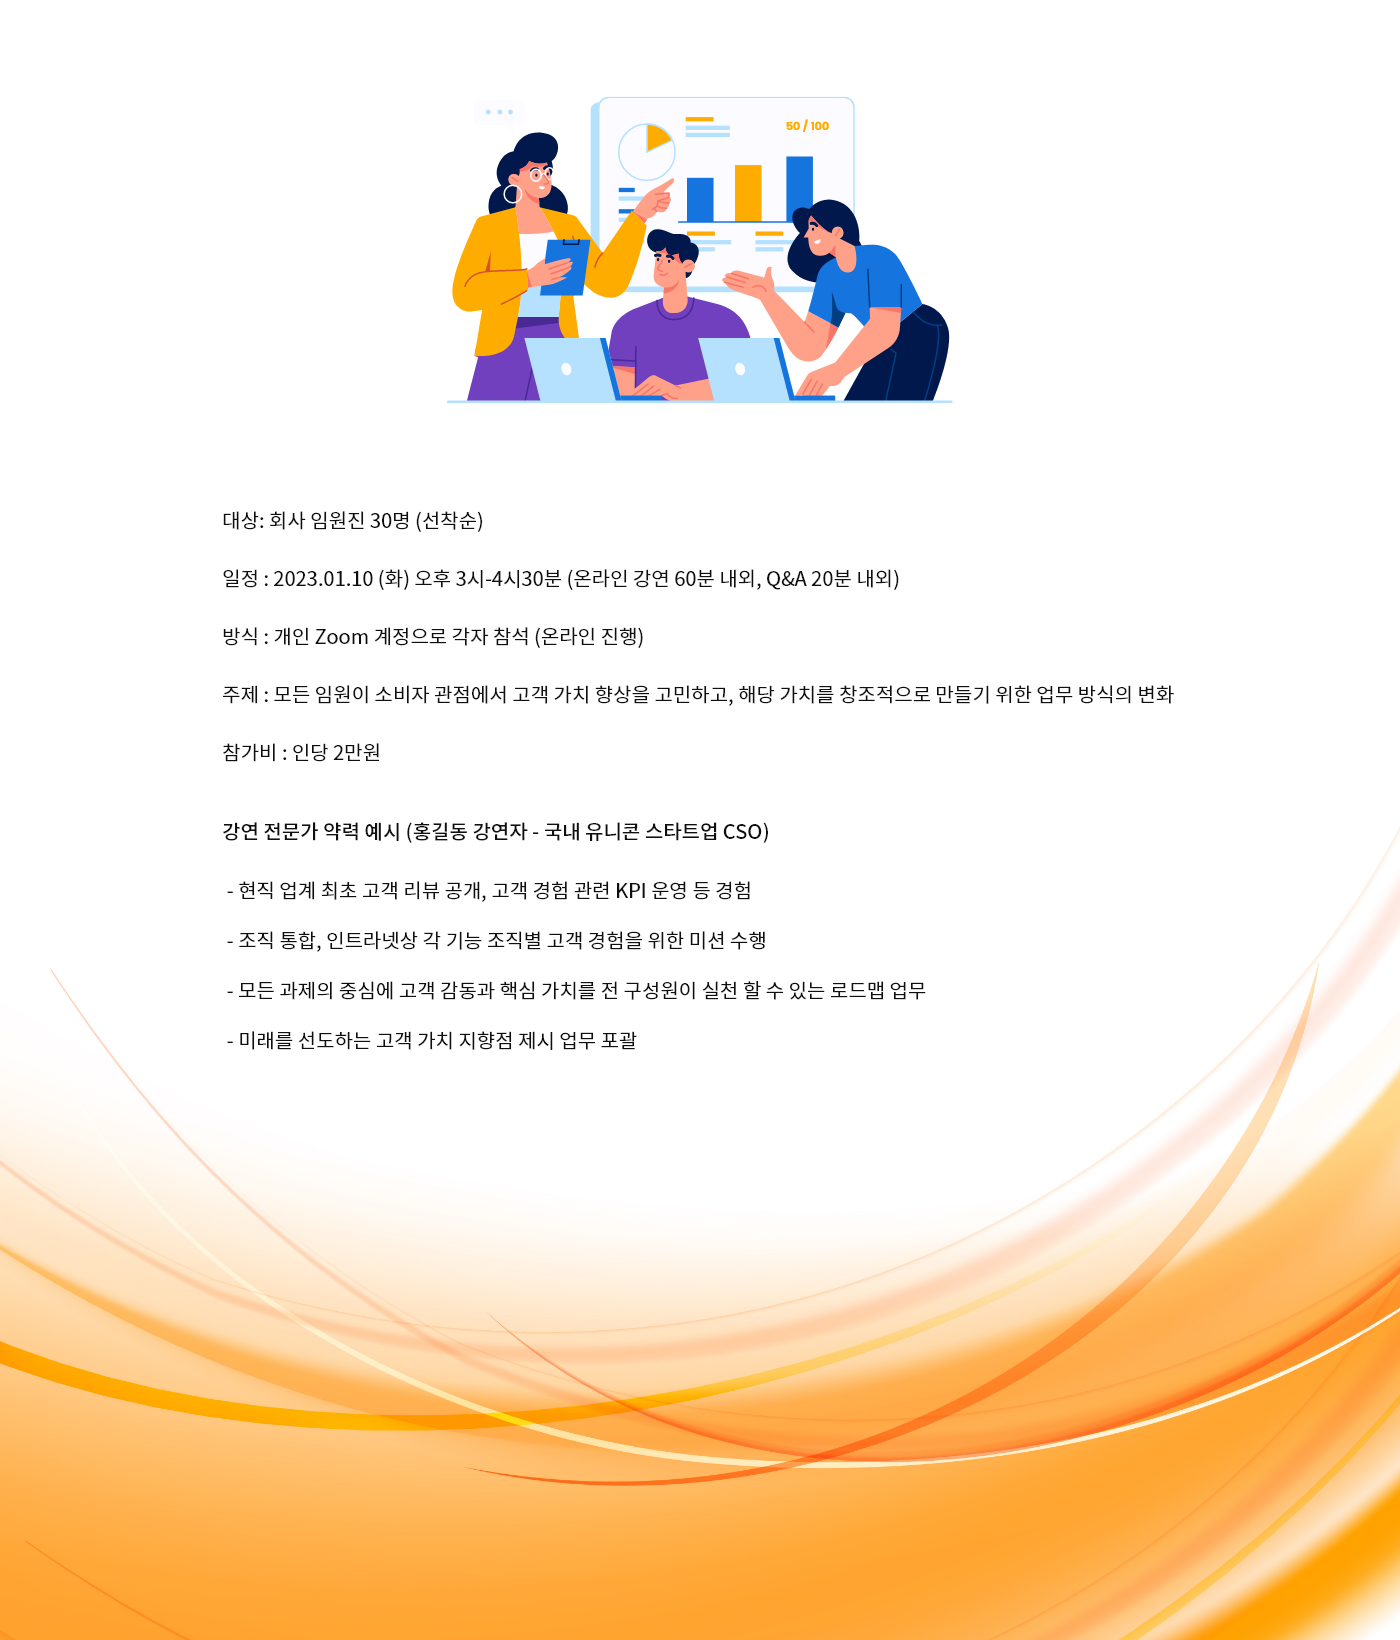 50 / 100
대상: 회사 임원진 30명 (선착순)
일정 : 2023.01.10 (화) 오후 3시-4시30분 (온라인 강연 60분 내외, Q&A 20분 내외)
방식 : 개인 Zoom 계정으로 각자 참석 (온라인 진행)
주제 : 모든 임원이 소비자 관점에서 고객 가치 향상을 고민하고, 해당 가치를 창조적으로 만들기 위한 업무 방식의 변화
참가비 : 인당 2만원
강연 전문가 약력 예시 (홍길동 강연자 - 국내 유니콘 스타트업 CSO)
- 현직 업계 최초 고객 리뷰 공개, 고객 경험 관련 KPI 운영 등 경험
- 조직 통합, 인트라넷상 각 기능 조직별 고객 경험을 위한 미션 수행
- 모든 과제의 중심에 고객 감동과 핵심 가치를 전 구성원이 실천 할 수 있는 로드맵 업무
- 미래를 선도하는 고객 가치 지향점 제시 업무 포괄